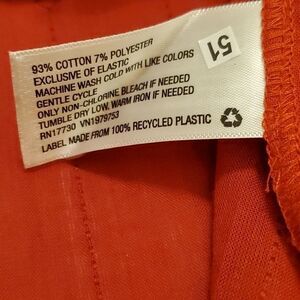 93% COTTON 7% POLYESTER
EXCLUSIVE OF ELASTIC
MACHINE WASH COLD WITH LIKE COLORS
GENTLE CYCLE
ONLY NON-CHLORINE BLEACH IF NEEDED
TUMBLE DRY LOW, WARM IRON IF NEEDED
RN17730 VN1979753
LABEL MADE FROM 100% RECYCLED PLASTIC
51